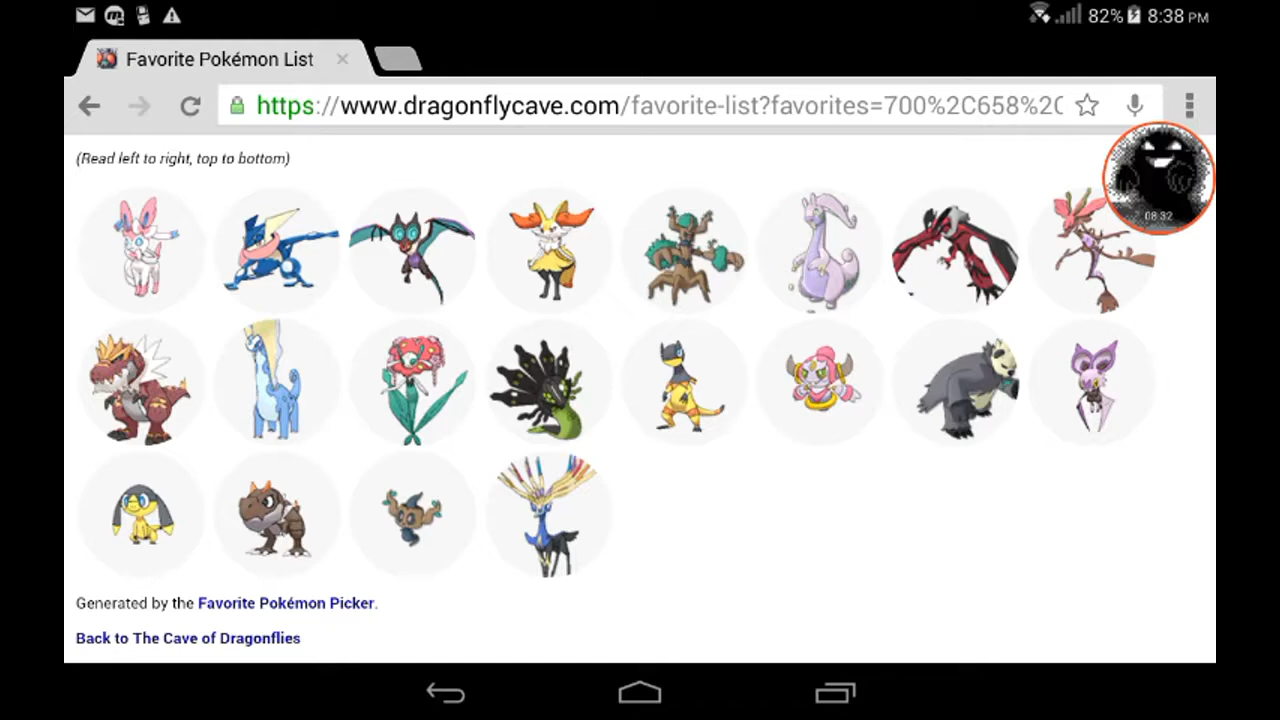 82% 8:38 PM
Favorite Pokémon List
https://www.dragonflycave.com/favorite-list?favorites=700%2C658%2C
(Read left to right, top to bottom)
08:32
Generated by the Favorite Pokémon Picker.
Back to The Cave of Dragonflies